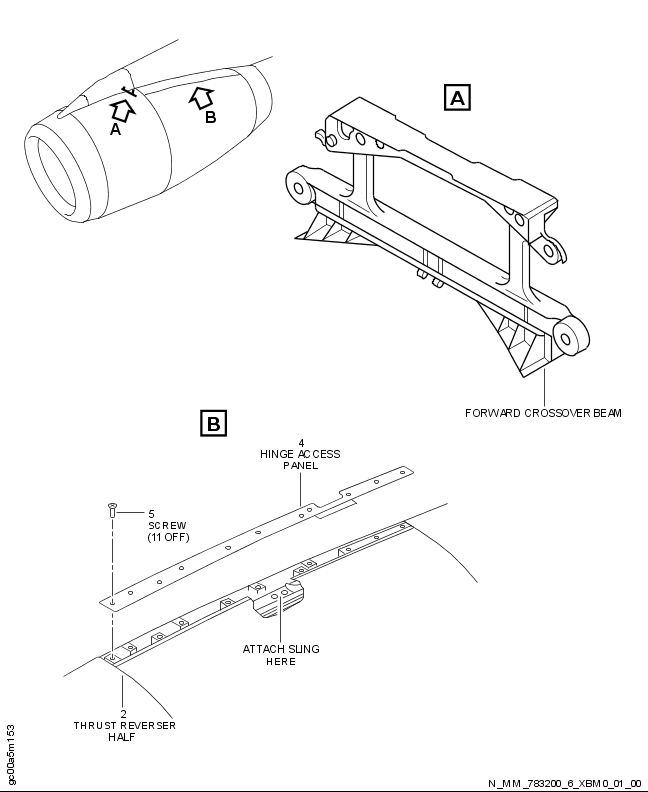 A
B
A
FORWARD CROSSOVER BEAM
B
4
HINGE ACCESS
PANEL
5
SCREW
(11 OFF)
ATTACH SLING
HERE
2
THRUST REVERSER
HALF
gc00a5m153
N_MM_783200_6_XBM0_01_00